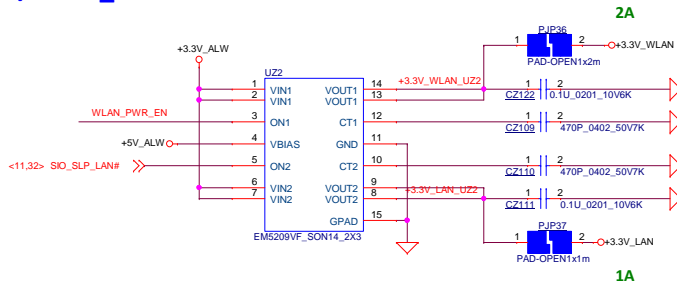 2A
PJP36
1 2
+3.3V_WLAN
PAD-OPEN1x2m
+3.3V_ALW
UZ2
1 VIN1 VOUT1 14 +3.3V_WLAN_UZ2
2 VIN1 VOUT1 13
1 2
CZ122 0.1U_0201_10V6K
WLAN_PWR_EN 3 ON1 CT1 12
1 2
CZ109 470P_0402_50V7K
+5V_ALW 4 VBIAS GND 11
<11,32> SIO_SLP_LAN# 5 ON2 CT2 10
1 2
CZ110 470P_0402_50V7K
6 VIN2 VOUT2 9
7 VIN2 VOUT2 8 +3.3V_LAN_UZ2
1 2
CZ111 0.1U_0201_10V6K
GPAD 15
EM5209VF_SON14_2X3
PJP37
1 2
+3.3V_LAN
PAD-OPEN1x1m
1A